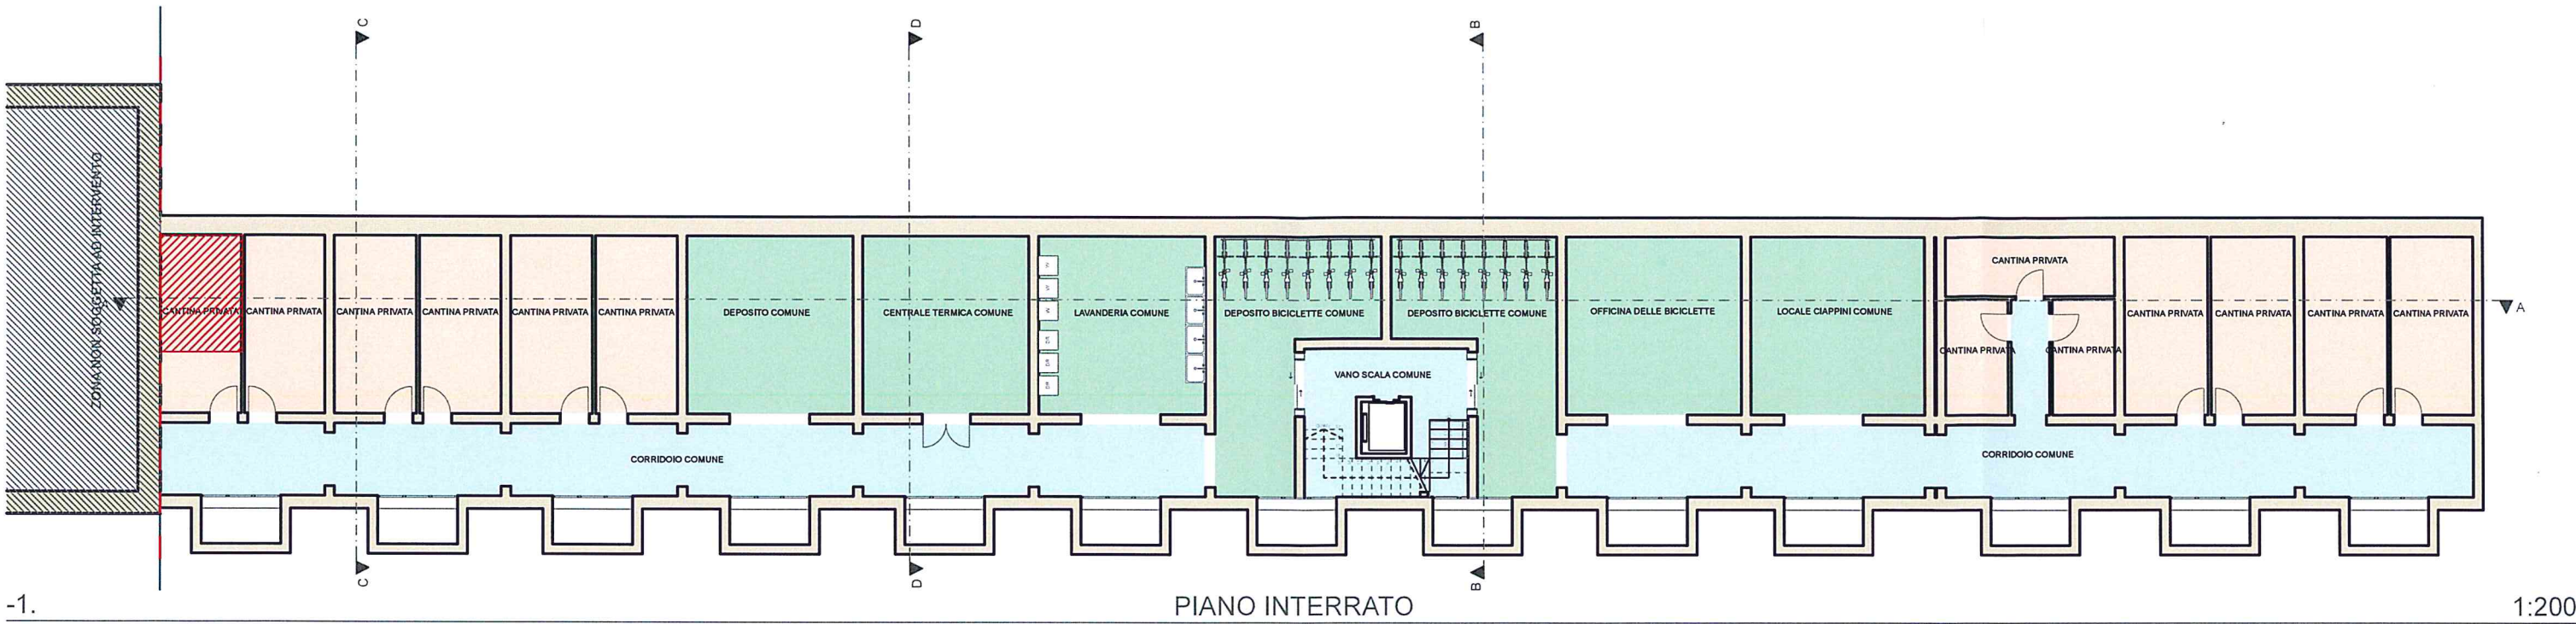 C
D
B
ZONA NON SOGGETTA AD INTERVENTO
CANTINA PRIVATA
CANTINA PRIVATA
CANTINA PRIVATA
CANTINA PRIVATA
CANTINA PRIVATA
CANTINA PRIVATA
DEPOSITO COMUNE
CENTRALE TERMICA COMUNE
LAVANDERIA COMUNE
DEPOSITO BICICLETTE COMUNE
DEPOSITO BICICLETTE COMUNE
OFFICINA DELLE BICICLETTE
LOCALE CIAPPINI COMUNE
CANTINA PRIVATA
CANTINA PRIVATA
CANTINA PRIVATA
CANTINA PRIVATA
CANTINA PRIVATA
CANTINA PRIVATA
CANTINA PRIVATA
A
VANO SCALA COMUNE
CORRIDOIO COMUNE
CORRIDOIO COMUNE
C
D
B
-1.
PIANO INTERRATO
1:200